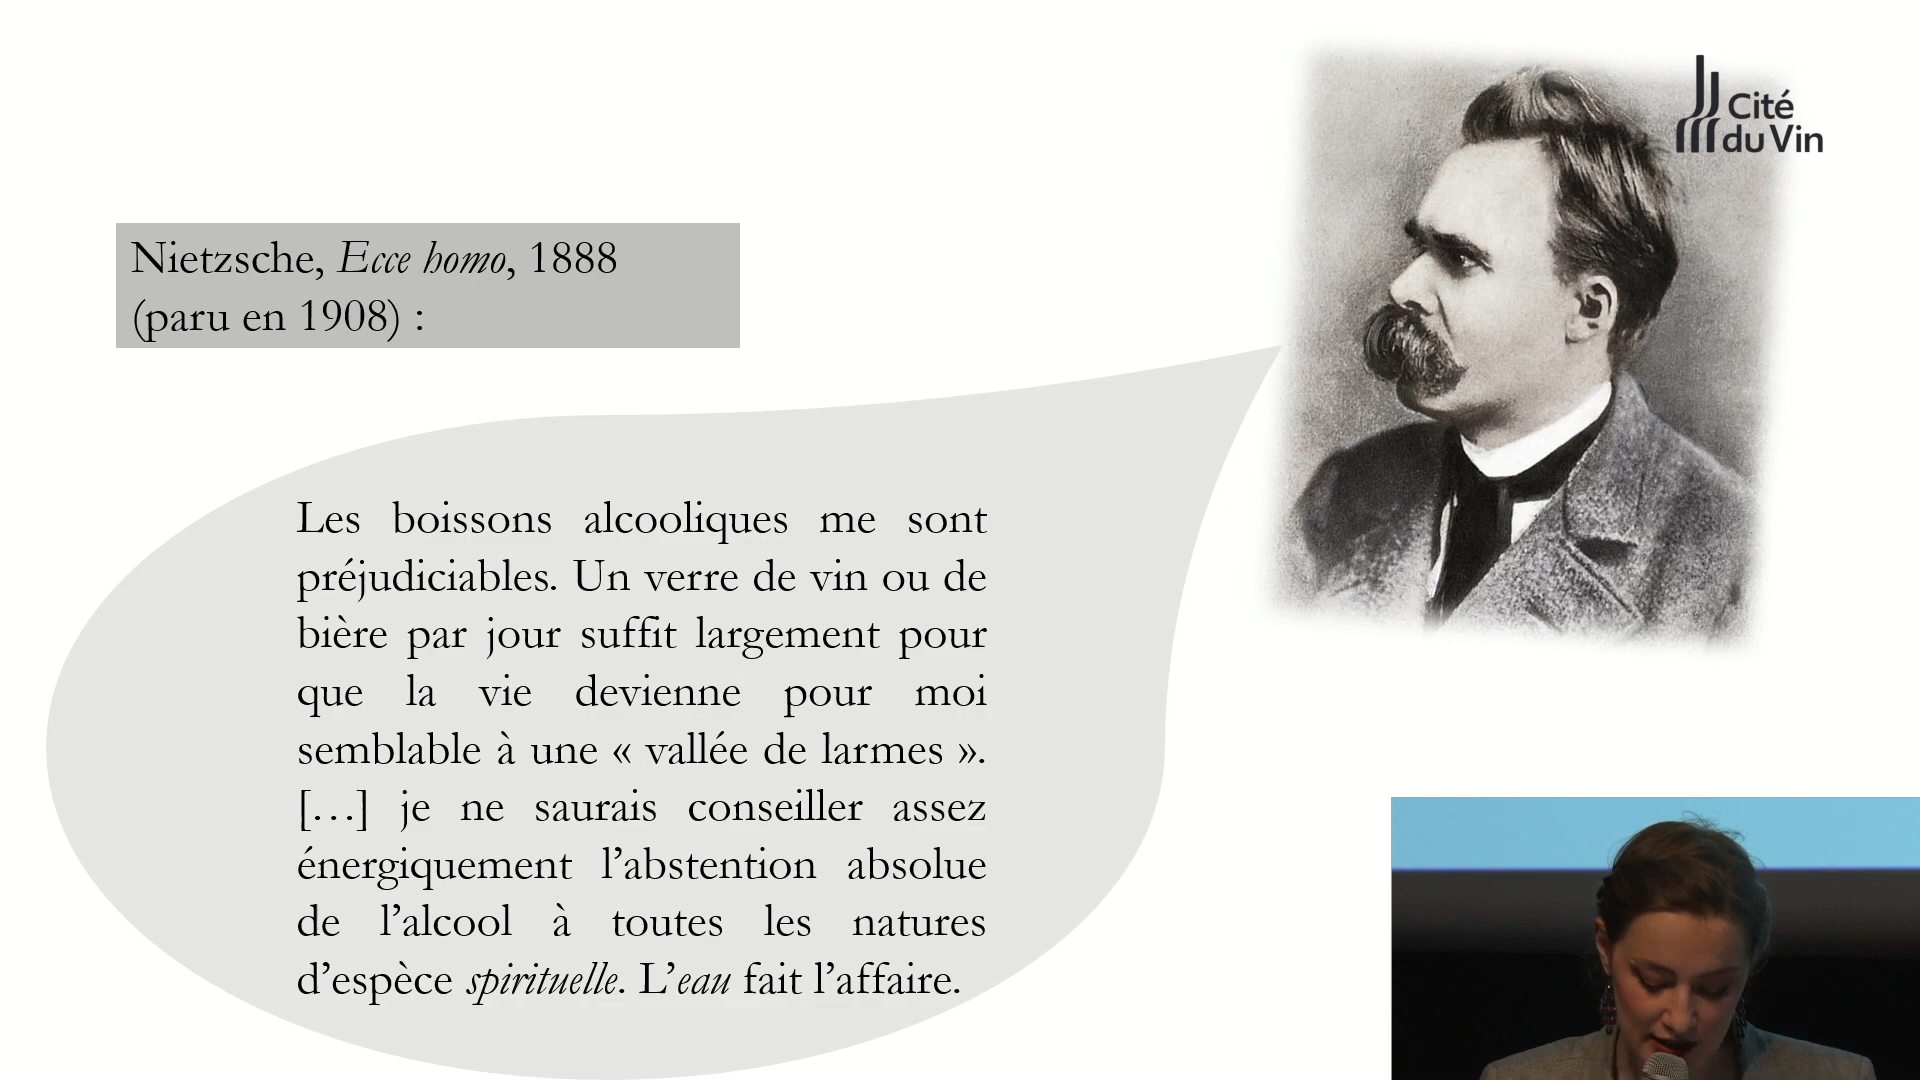 Cité
du Vin
Nietzsche, Ecce homo, 1888
(paru en 1908) :
Les boissons alcooliques me sont
préjudiciables. Un verre de vin ou de
bière par jour suffit largement pour
que la vie devienne pour moi
semblable à une « vallée de larmes ».
[…] je ne saurais conseiller assez
énergiquement l’abstention absolue
de l’alcool à toutes les natures
d’espèce spirituelle. L’eau fait l’affaire.